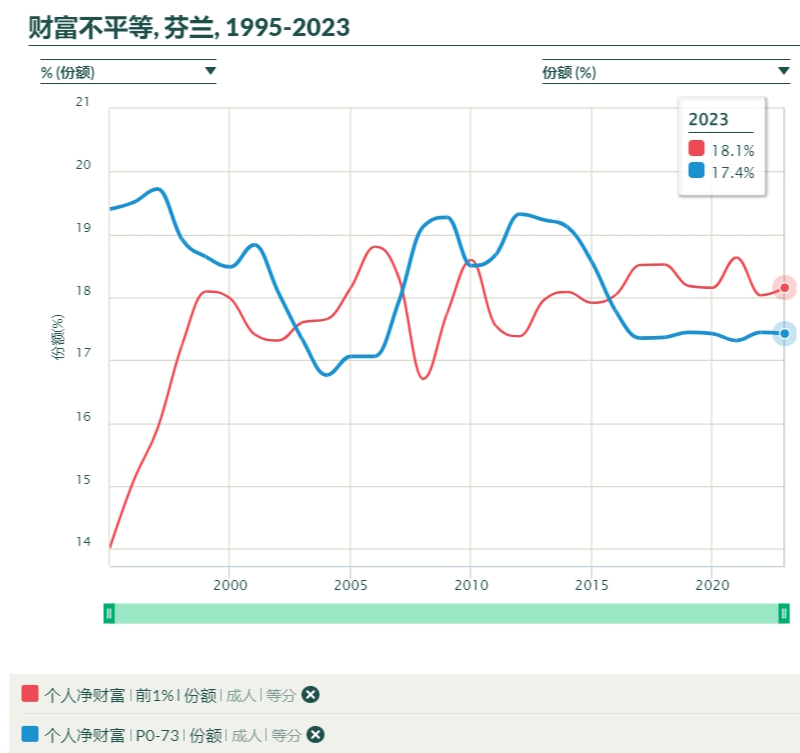 财富不平等, 芬兰, 1995-2023
% (份额)
份额 (%)
2023
18.1%
17.4%
21
20
19
18
17
16
15
14
份额(%)
2000 2005 2010 2015 2020
个人净财富 | 前1% | 份额 | 成人 | 等分
个人净财富 | P0-73 | 份额 | 成人 | 等分